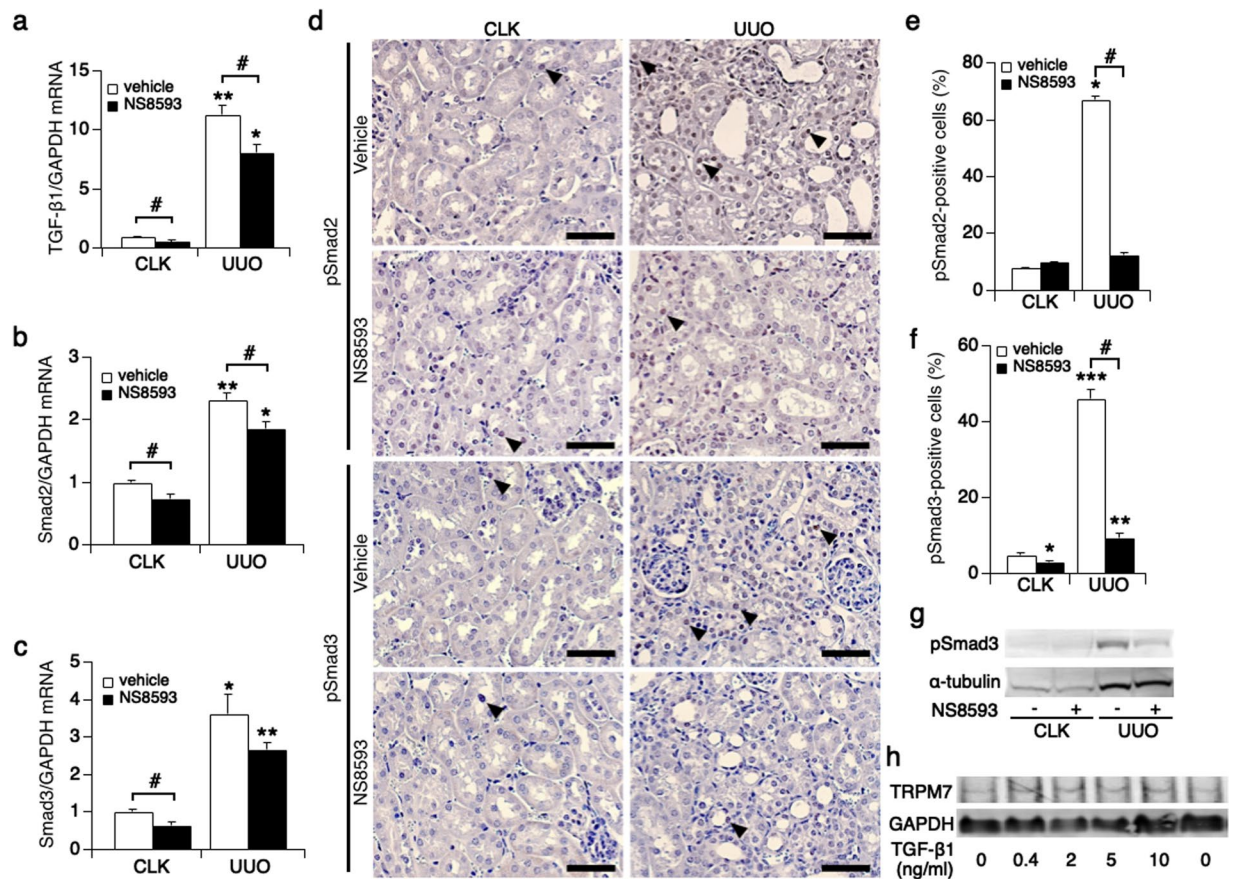 a
TGF-β1/GAPDH mRNA
15
10
5
0
vehicle
NS8593
#
**
#
*
CLK
UUO
b
Smad2/GAPDH mRNA
3
2
1
0
vehicle
NS8593
#
**
#
*
CLK
UUO
c
Smad3/GAPDH mRNA
5
4
3
2
1
0
vehicle
NS8593
#
*
**
CLK
UUO
d
CLK
UUO
Vehicle
NS8593
pSmad2
Vehicle
NS8593
pSmad3
e
pSmad2-positive cells (%)
80
60
40
20
0
vehicle
NS8593
#
*
CLK
UUO
f
pSmad3-positive cells (%)
60
40
20
0
vehicle
NS8593
#
***
*
**
CLK
UUO
g
pSmad3
α-tubulin
NS8593 - + - +
CLK UUO
h
TRPM7
GAPDH
TGF-β1 0 0.4 2 5 10 0
(ng/ml)